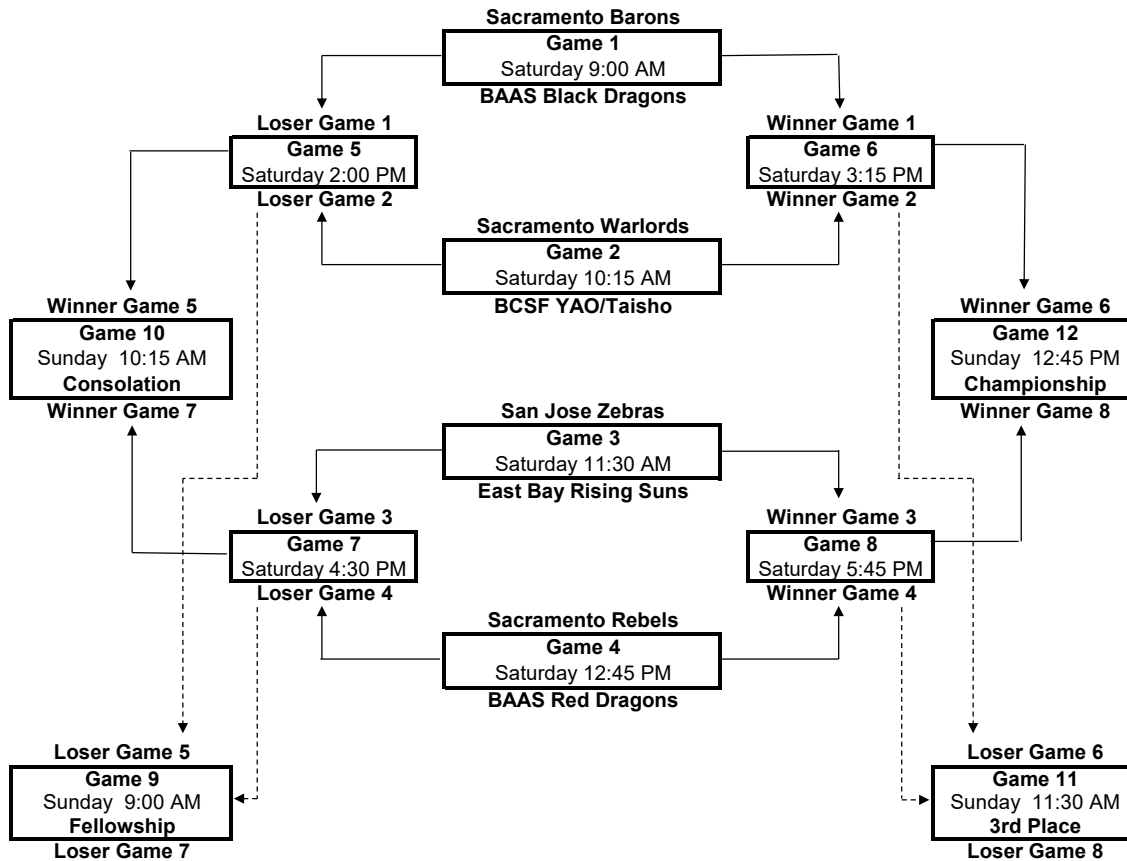 Sacramento Barons
Game 1
Saturday 9:00 AM
BAAS Black Dragons
Loser Game 1
Game 5
Saturday 2:00 PM
Loser Game 2
Winner Game 1
Game 6
Saturday 3:15 PM
Winner Game 2
Sacramento Warlords
Game 2
Saturday 10:15 AM
BCSF YAO/Taisho
Winner Game 5
Game 10
Sunday 10:15 AM
Consolation
Winner Game 7
Winner Game 6
Game 12
Sunday 12:45 PM
Championship
Winner Game 8
San Jose Zebras
Game 3
Saturday 11:30 AM
East Bay Rising Suns
Loser Game 3
Game 7
Saturday 4:30 PM
Loser Game 4
Winner Game 3
Game 8
Saturday 5:45 PM
Winner Game 4
Sacramento Rebels
Game 4
Saturday 12:45 PM
BAAS Red Dragons
Loser Game 5
Game 9
Sunday 9:00 AM
Fellowship
Loser Game 7
Loser Game 6
Game 11
Sunday 11:30 AM
3rd Place
Loser Game 8